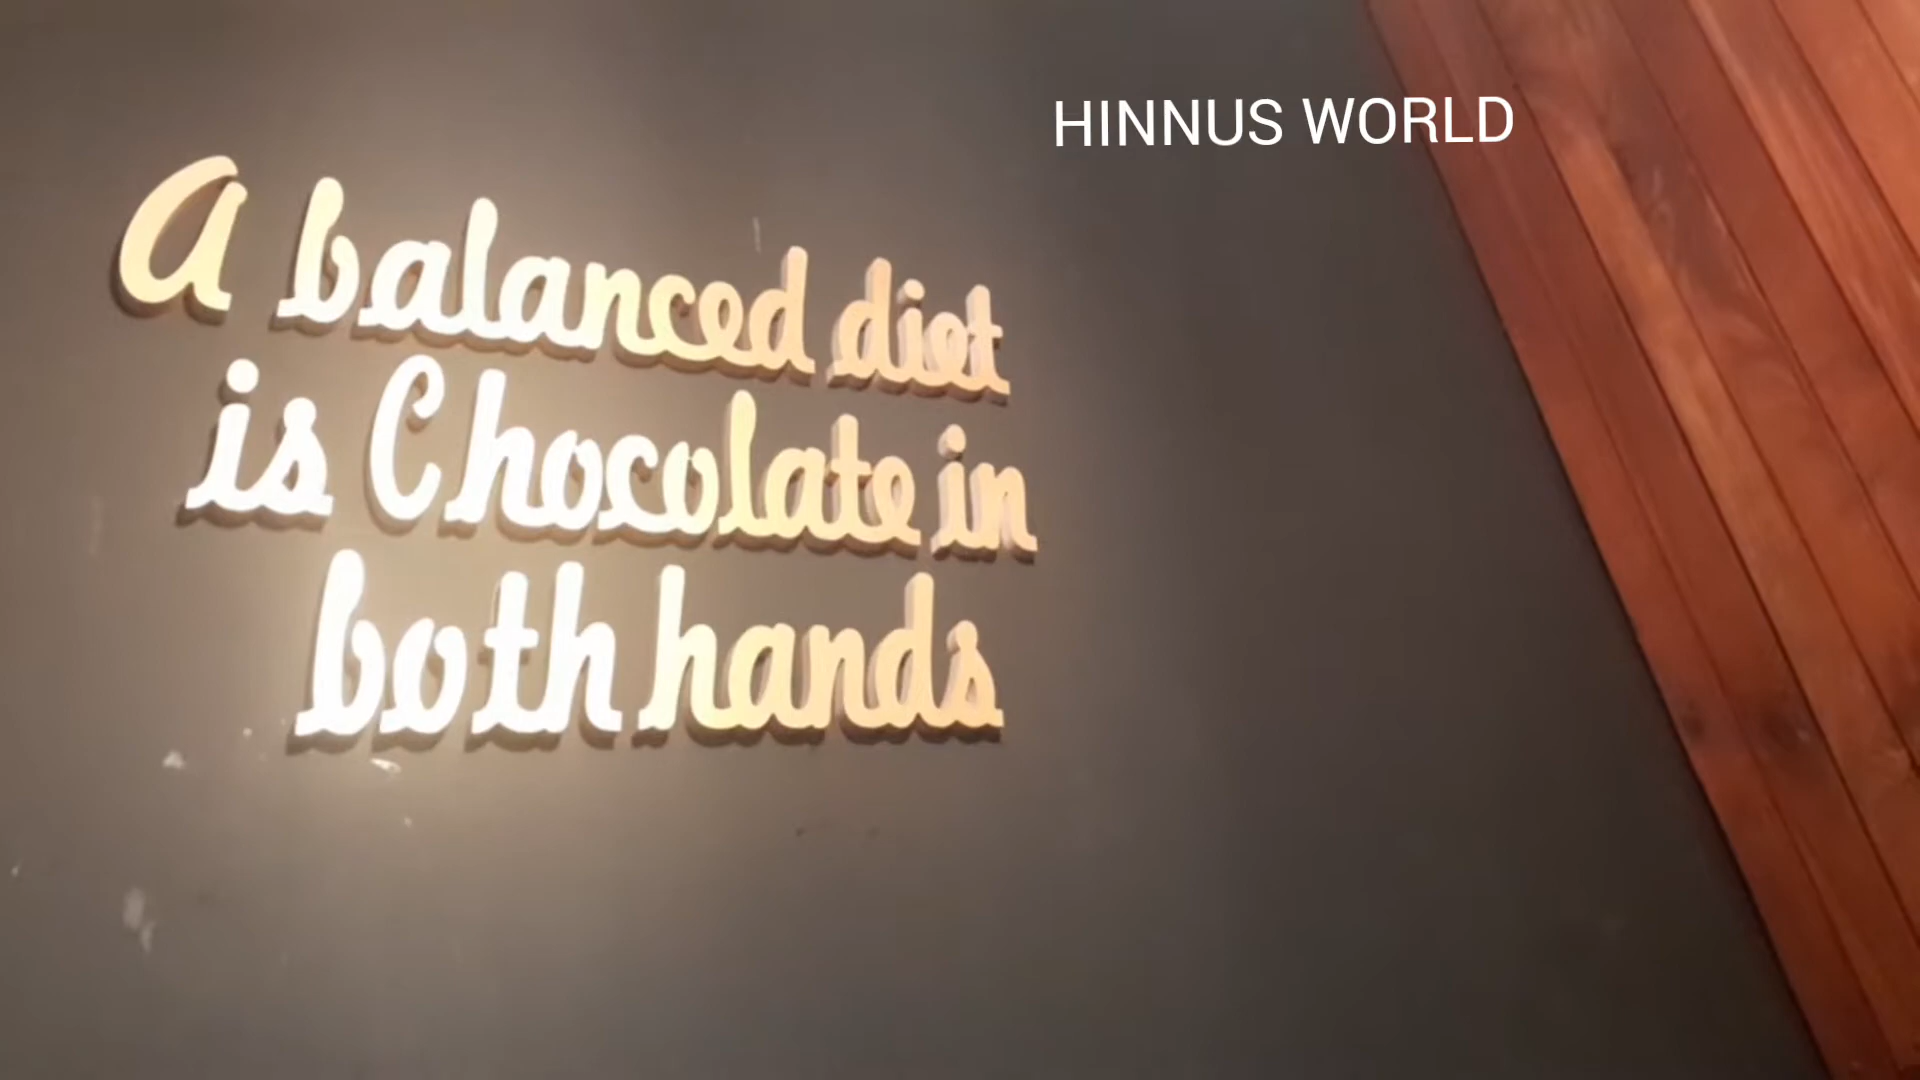 HINNUS WORLD
A balanced diet
is Chocolate in
both hands